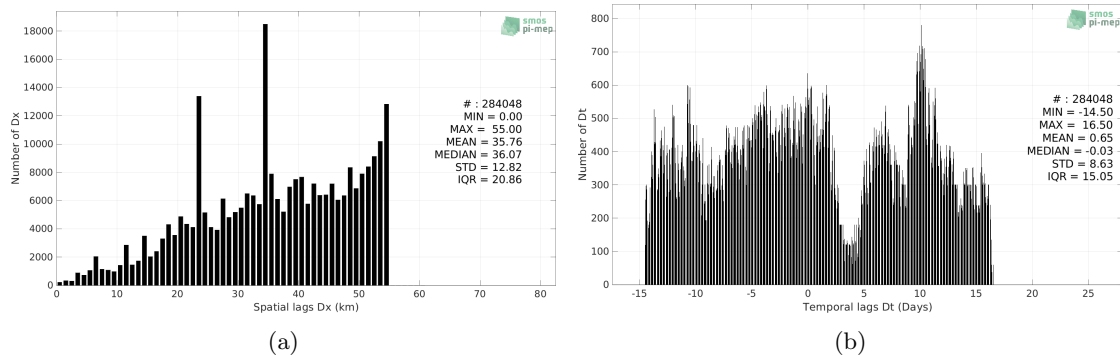 smos
pi-mep
18000
16000
14000
12000
10000
8000
6000
4000
2000
0
Number of Dx
# : 284048
MIN = 0.00
MAX = 55.00
MEAN = 35.76
MEDIAN = 36.07
STD = 12.82
IQR = 20.86
0 10 20 30 40 50 60 70 80
Spatial lags Dx (km)
(a)
smos
pi-mep
800
700
600
500
400
300
200
100
0
Number of Dt
# : 284048
MIN = -14.50
MAX = 16.50
MEAN = 0.65
MEDIAN = -0.03
STD = 8.63
IQR = 15.05
-15 -10 -5 0 5 10 15 20 25
Temporal lags Dt (Days)
(b)